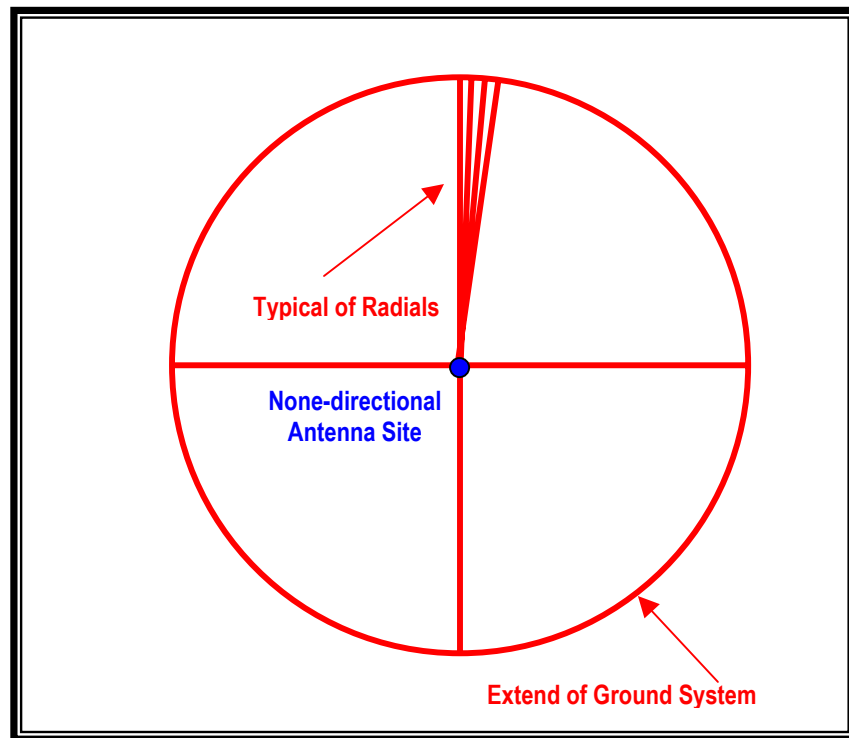 Typical of Radials
None-directional
Antenna Site
Extend of Ground System